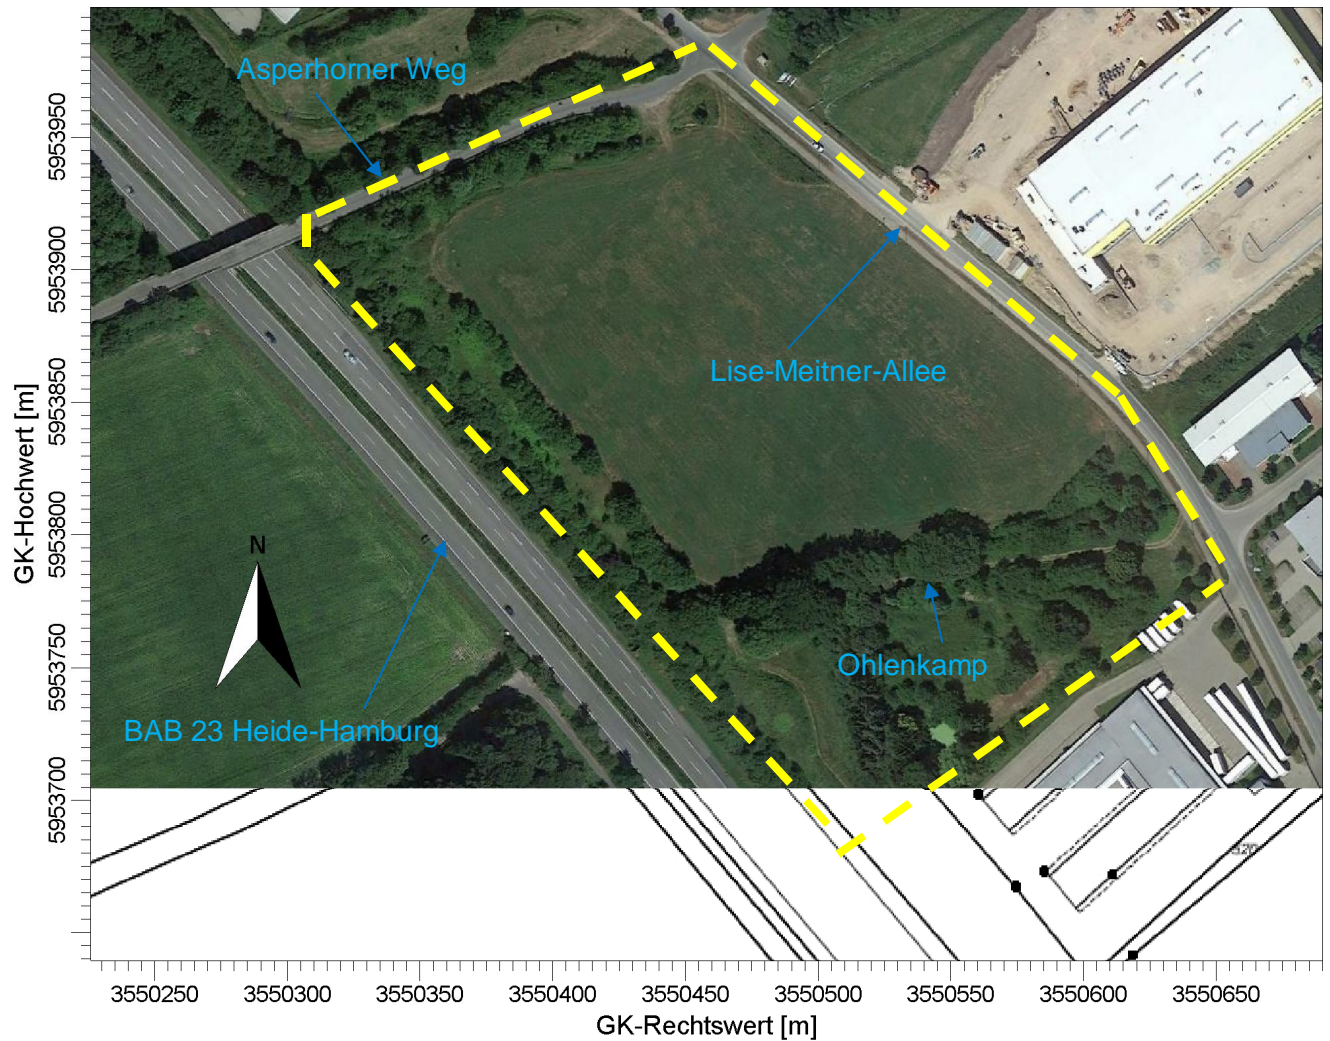 Asperhorner Weg
Lise-Meitner-Allee
Ohlenkamp
BAB 23 Heide-Hamburg
N
GK-Hochwert [m]
5953950
5953900
5953850
5953800
5953750
5953700
3550250 3550300 3550350 3550400 3550450 3550500 3550550 3550600 3550650
GK-Rechtswert [m]